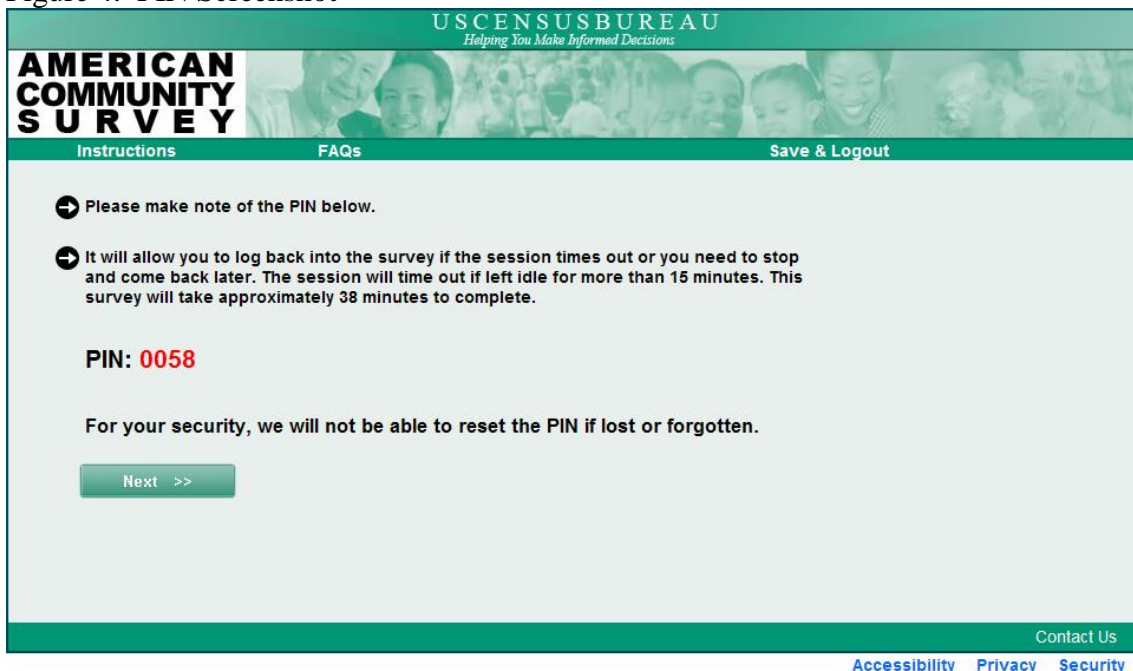 Figure 4: PIN Screenshot
USCENSUSBUREAU
Helping You Make Informed Decisions
AMERICAN
COMMUNITY
SURVEY
Instructions FAQs Save & Logout
Please make note of the PIN below.
It will allow you to log back into the survey if the session times out or you need to stop
and come back later. The session will time out if left idle for more than 15 minutes. This
survey will take approximately 38 minutes to complete.
PIN: 0058
For your security, we will not be able to reset the PIN if lost or forgotten.
Next >>
Contact Us
Accessibility Privacy Security